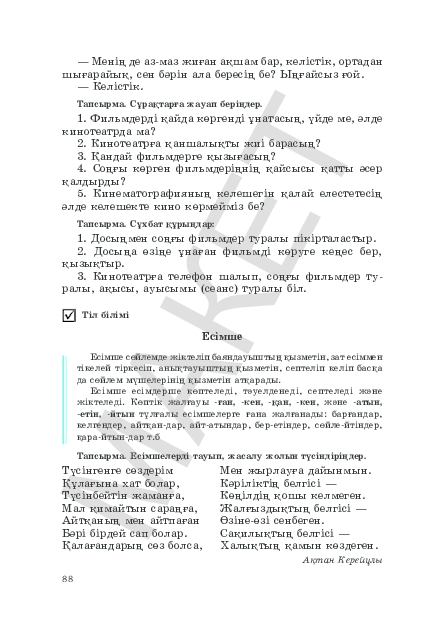 — Менің де аз-маз жиған ақшам бар, келістік, ортадан
шығарайық, сен бәрін ала бересің бе? Ыңғайсыз ғой.
— Келістік.
Тапсырма. Сұрақтарға жауап беріңдер.
1. Фильмдерді қайда көргенді ұнатасың, үйде ме, әлде
кинотеатрда ма?
2. Кинотеатрға қаншалықты жиі барасың?
3. Қандай фильмдерге қызығасың?
4. Соңғы көрген фильмдеріңнің қайсысы қатты әсер
қалдырды?
5. Кинематографияның келешегін қалай елестетесің
әлде келешекте кино көрмейміз бе?
Тапсырма. Сұхбат құрыңдар:
1. Досыңмен соңғы фильмдер туралы пікірталастыр.
2. Досыңа өзіңе ұнаған фильмді көруге кеңес бер,
қызықтыр.
3. Кинотеатрға телефон шалып, соңғы фильмдер ту-
ралы, ақысы, ауысымы (сеанс) туралы біл.
Тіл білімі
Есімше
Есімше сөйлемде жіктеліп баяндауыштың қызметін, зат есіммен
тікелей тіркесіп, анықтауыштың қызметін, септеліп келіп басқа
да сөйлем мүшелерінің қызметін атқарады.
Есімше есімдерше көптеледі, тәуелденеді, септеледі және
жіктеледі. Көптік жалғауы -ған, -кен, -қан, -кен, және -атын,
-етін, -йтын тұлғалы есімшелерге ғана жалғанады: барғандар,
келгендер, айтқан-дар, айт-атындар, бер-етіндер, сөйле-йтіндер,
қара-йтын-дар т.б
Тапсырма. Есімшелерді тауып, жасалу жолын түсіндіріңдер.
Түсінгенге сөздерім
Құлағына хат болар,
Түсінбейтін жаманға,
Мал қимайтын сараңға,
Айтқаның мен айтпаған
Бәрі бірдей сап болар.
Қалағандарың сөз болса,
Мен жырлауға дайынмын.
Кәріліктің белгісі —
Көңілдің қошы келмеген.
Жалғыздықтың белгісі —
Өзіне-өзі сенбеген.
Сақилықтың белгісі —
Халықтың қамын көздеген.
Ақтан Керейұлы
88
МАКЕТ